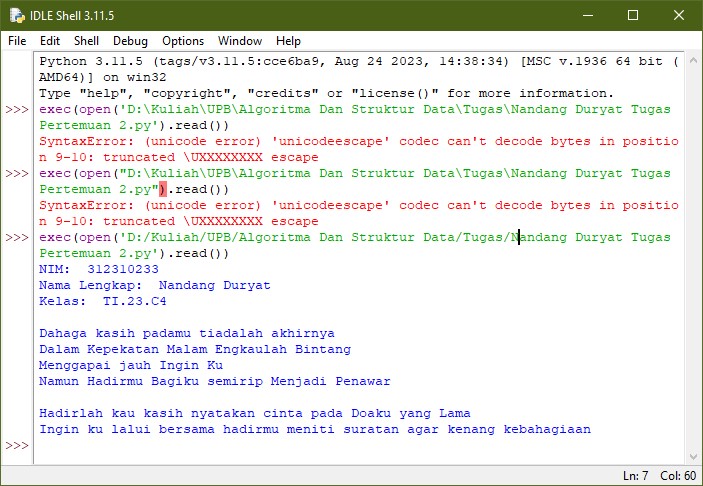 IDLE Shell 3.11.5
File Edit Shell Debug Options Window Help
Python 3.11.5 (tags/v3.11.5:cce6ba9, Aug 24 2023, 14:38:34) [MSC v.1936 64 bit (
AMD64)] on win32
Type "help", "copyright", "credits" or "license()" for more information.
>>> exec(open('D:\Kuliah\UPB\Algoritma Dan Struktur Data\Tugas\Nandang Duryat Tugas
Pertemuan 2.py').read())
SyntaxError: (unicode error) 'unicodeescape' codec can't decode bytes in positio
n 9-10: truncated \UXXXXXXXX escape
>>> exec(open("D:\Kuliah\UPB\Algoritma Dan Struktur Data\Tugas\Nandang Duryat Tugas
Pertemuan 2.py").read())
SyntaxError: (unicode error) 'unicodeescape' codec can't decode bytes in positio
n 9-10: truncated \UXXXXXXXX escape
>>> exec(open('D:/Kuliah/UPB/Algoritma Dan Struktur Data/Tugas/Nandang Duryat Tugas
Pertemuan 2.py').read())
NIM:  312310233
Nama Lengkap:  Nandang Duryat
Kelas:  TI.23.C4
Dahaga kasih padamu tiadalah akhirnya
Dalam Kepekatan Malam Engkaulah Bintang
Menggapai jauh Ingin Ku
Namun Hadirmu Bagiku semirip Menjadi Penawar
Hadirlah kau kasih nyatakan cinta pada Doaku yang Lama
Ingin ku lalui bersama hadirmu meniti suratan agar kenang kebahagiaan
>>>
Ln: 7 Col: 60